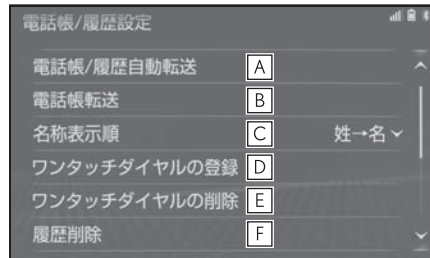 電話帳/履歴設定
電話帳/履歴自動転送 A
電話帳転送 B
名称表示順 C 姓→名
ワンタッチダイヤルの登録 D
ワンタッチダイヤルの削除 E
履歴削除 F